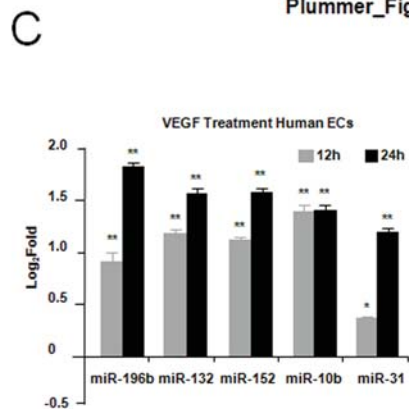 Plummer_Fig
C
VEGF Treatment Human ECs
12h 24h
2.0
1.5
1.0
0.5
0
-0.5
Log₂Fold
** ** ** ** ** ** ** ** * **
miR-196b miR-132 miR-152 miR-10b miR-31